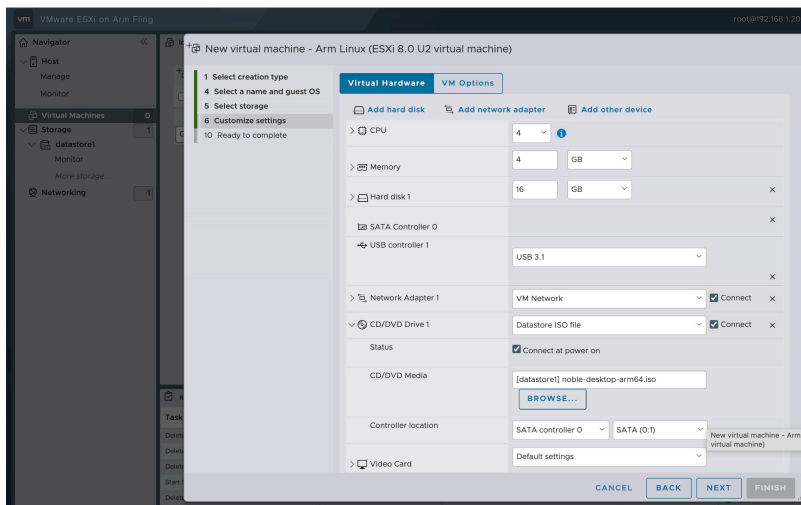 vm VMware ESXi on Arm Fling
root@192.168.1.20
Navigator
Host
Manage
Monitor
Virtual Machines 0
Storage 1
datastore1
Monitor
More storage...
Networking 1
New virtual machine - Arm Linux (ESXi 8.0 U2 virtual machine)
1 Select creation type
4 Select a name and guest OS
5 Select storage
6 Customize settings
10 Ready to complete
Virtual Hardware VM Options
Add hard disk Add network adapter Add other device
CPU 4
Memory 4 GB
Hard disk 1 16 GB
SATA Controller 0
USB controller 1
USB 3.1
Network Adapter 1 VM Network Connect
CD/DVD Drive 1 Datastore ISO file Connect
Status Connect at power on
CD/DVD Media [datastore1] noble-desktop-arm64.iso
BROWSE...
Controller location SATA controller 0 SATA (0:1)
New virtual machine - Arm
virtual machine)
Video Card Default settings
CANCEL BACK NEXT FINISH
Task
Delet
Delet
Delet
Start
Delet